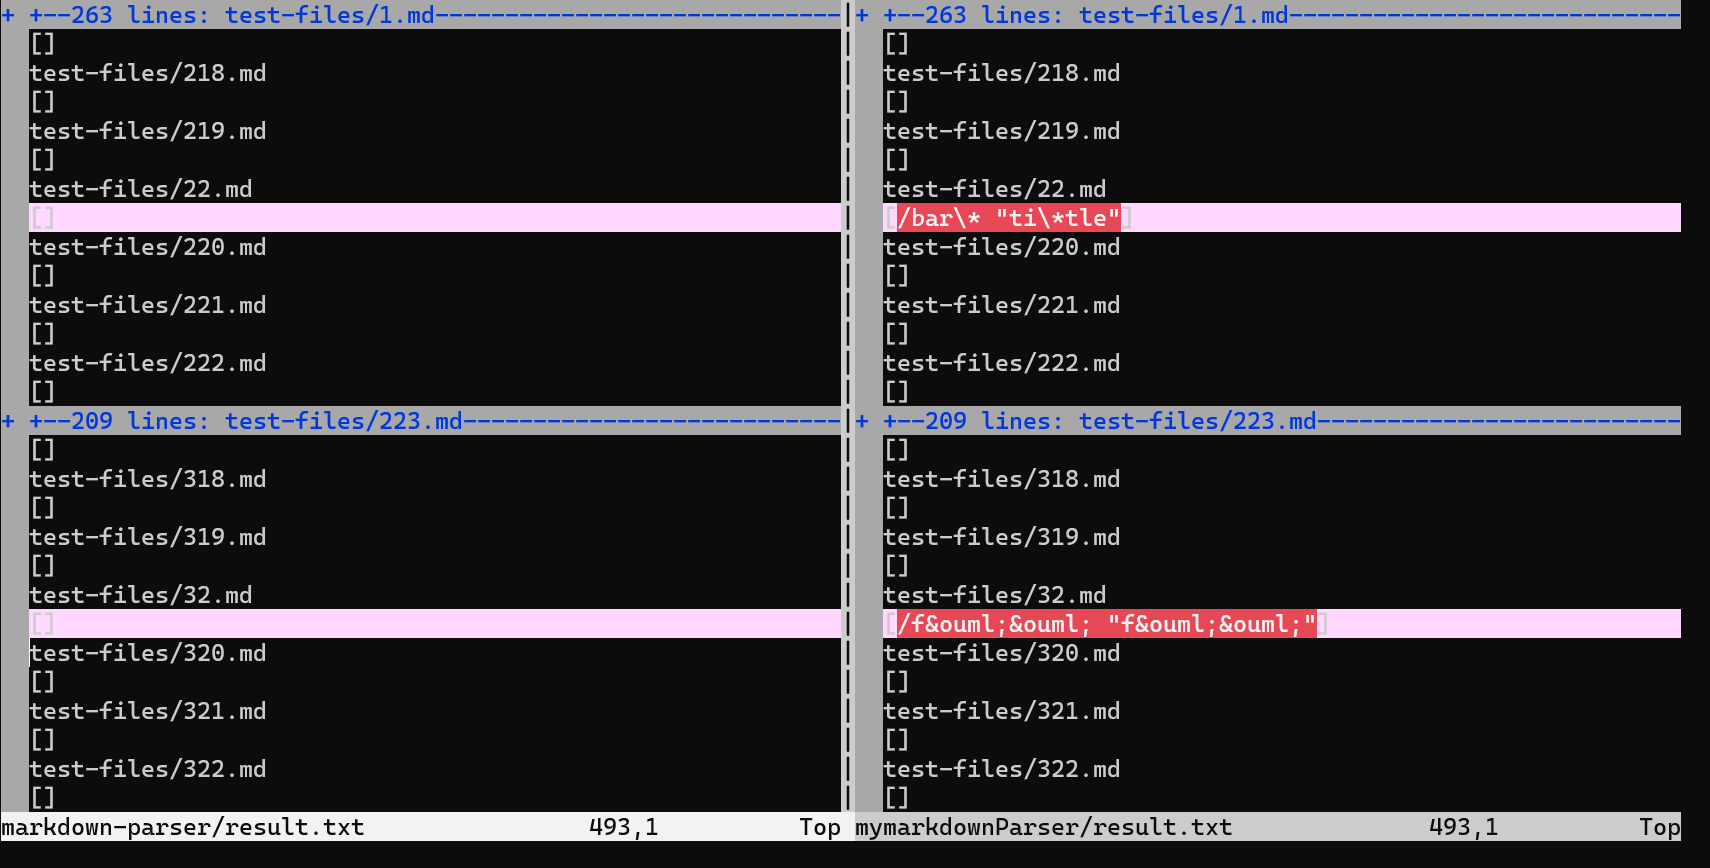 + +--263 lines: test-files/1.md-----------------------------
[]
test-files/218.md
[]
test-files/219.md
[]
test-files/22.md
[]
test-files/220.md
[]
test-files/221.md
[]
test-files/222.md
[]
+ +--209 lines: test-files/223.md---------------------------
[]
test-files/318.md
[]
test-files/319.md
[]
test-files/32.md
[]
test-files/320.md
[]
test-files/321.md
[]
test-files/322.md
[]
markdown-parser/result.txt 493,1 Top
+ +--263 lines: test-files/1.md----------------------------
[]
test-files/218.md
[]
test-files/219.md
[]
test-files/22.md
[/bar\* "ti\*tle"]
test-files/220.md
[]
test-files/221.md
[]
test-files/222.md
[]
+ +--209 lines: test-files/223.md--------------------------
[]
test-files/318.md
[]
test-files/319.md
[]
test-files/32.md
[/f&ouml;&ouml; "f&ouml;&ouml;"]
test-files/320.md
[]
test-files/321.md
[]
test-files/322.md
[]
mymarkdownParser/result.txt 493,1 Top